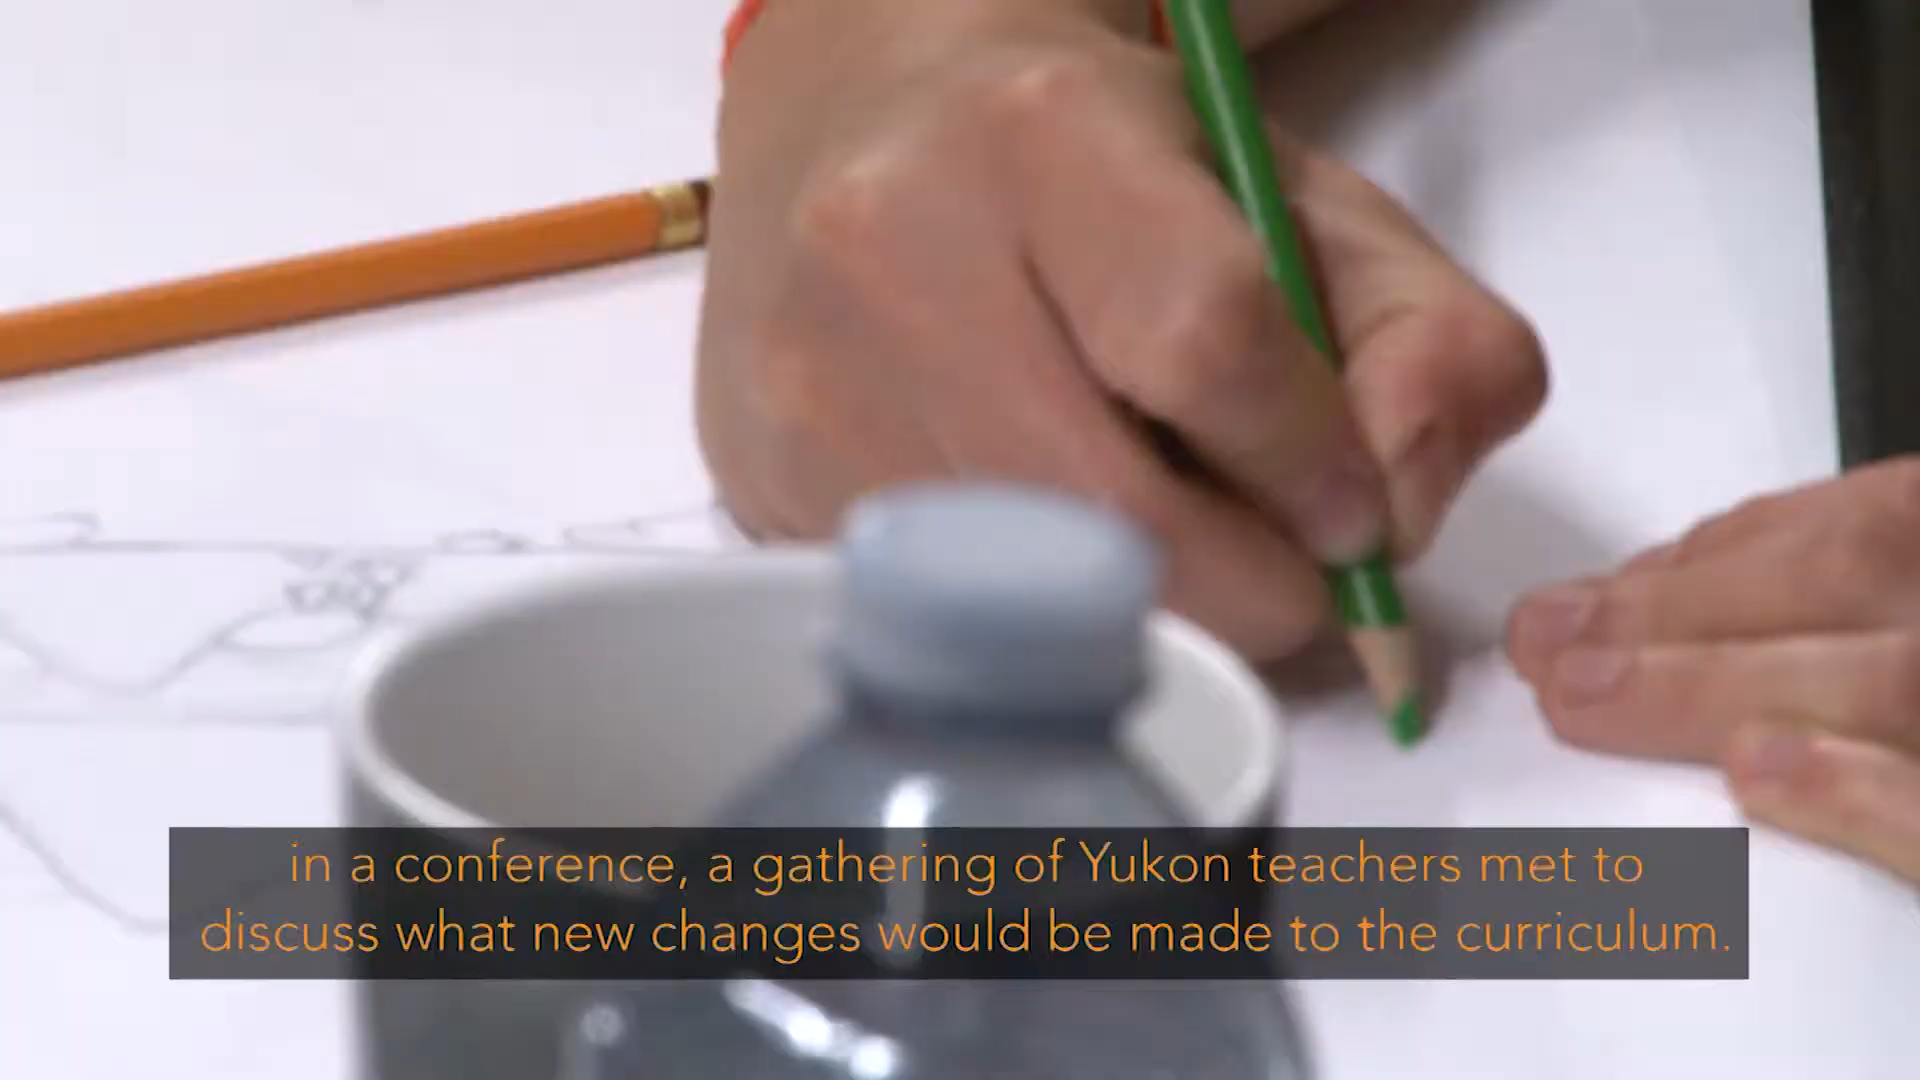 in a conference, a gathering of Yukon teachers met to
discuss what new changes would be made to the curriculum.